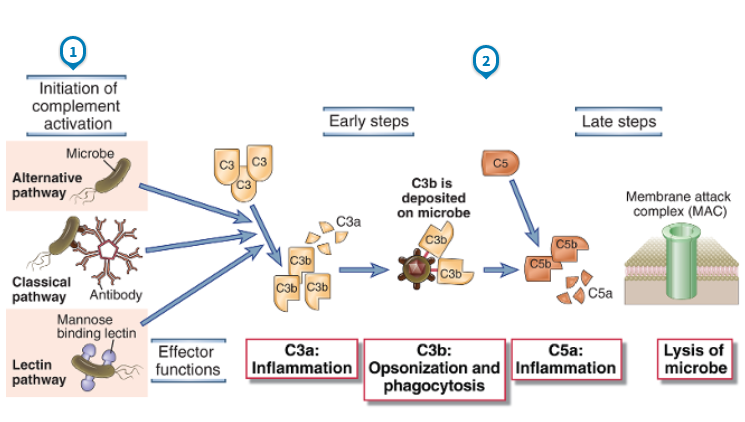 1
2
Initiation of
complement
activation
Early steps
Late steps
Microbe
Alternative
pathway
C3
C3
C3
C3a
C3b is
deposited
on microbe
C5
Membrane attack
complex (MAC)
C3b
C3b
C3b
C3b
C3b
C5b
C5b
C5a
Classical
pathway
Antibody
Mannose
binding lectin
Lectin
pathway
Effector
functions
C3a:
Inflammation
C3b:
Opsonization and
phagocytosis
C5a:
Inflammation
Lysis of
microbe